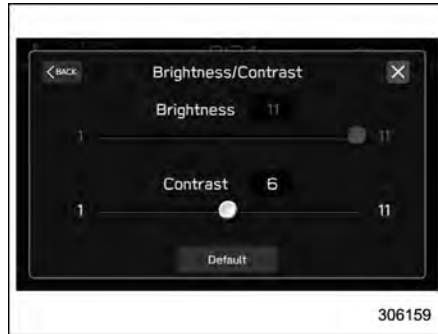 BACK
Brightness/Contrast
Brightness 11
1 11
Contrast 6
1 11
Default
306159